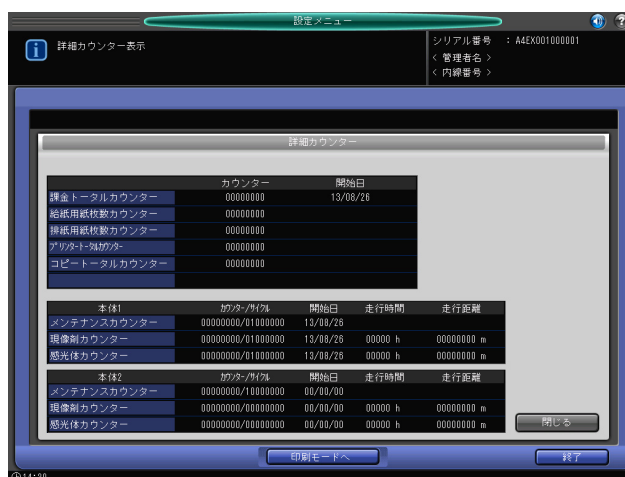 設定メニュー
詳細カウンター表示
シリアル番号 : A4EX001000001
< 管理者名 >
< 内線番号 >
詳細カウンター
カウンター 開始日
課金トータルカウンター 00000000 13/08/26
給紙用紙枚数カウンター 00000000
排紙用紙枚数カウンター 00000000
プリンタートータルカウンター 00000000
コピートータルカウンター 00000000
本体1 カウンター/サイクル 開始日 走行時間 走行距離
メンテナンスカウンター 00000000/01000000 13/08/26
現像剤カウンター 00000000/01000000 13/08/26 00000 h 00000000 m
感光体カウンター 00000000/01000000 13/08/26 00000 h 00000000 m
本体2 カウンター/サイクル 開始日 走行時間 走行距離
メンテナンスカウンター 00000000/10000000 00/00/00
現像剤カウンター 00000000/00000000 00/00/00 00000 h 00000000 m
感光体カウンター 00000000/00000000 00/00/00 00000 h 00000000 m
閉じる
印刷モードへ
終了